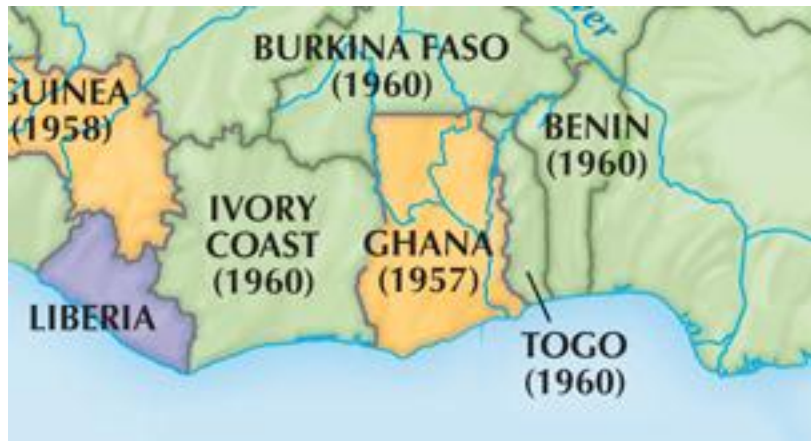 BURKINA FASO
(1960)
GUINEA
(1958)
BENIN
(1960)
IVORY
COAST
(1960)
GHANA
(1957)
LIBERIA
TOGO
(1960)